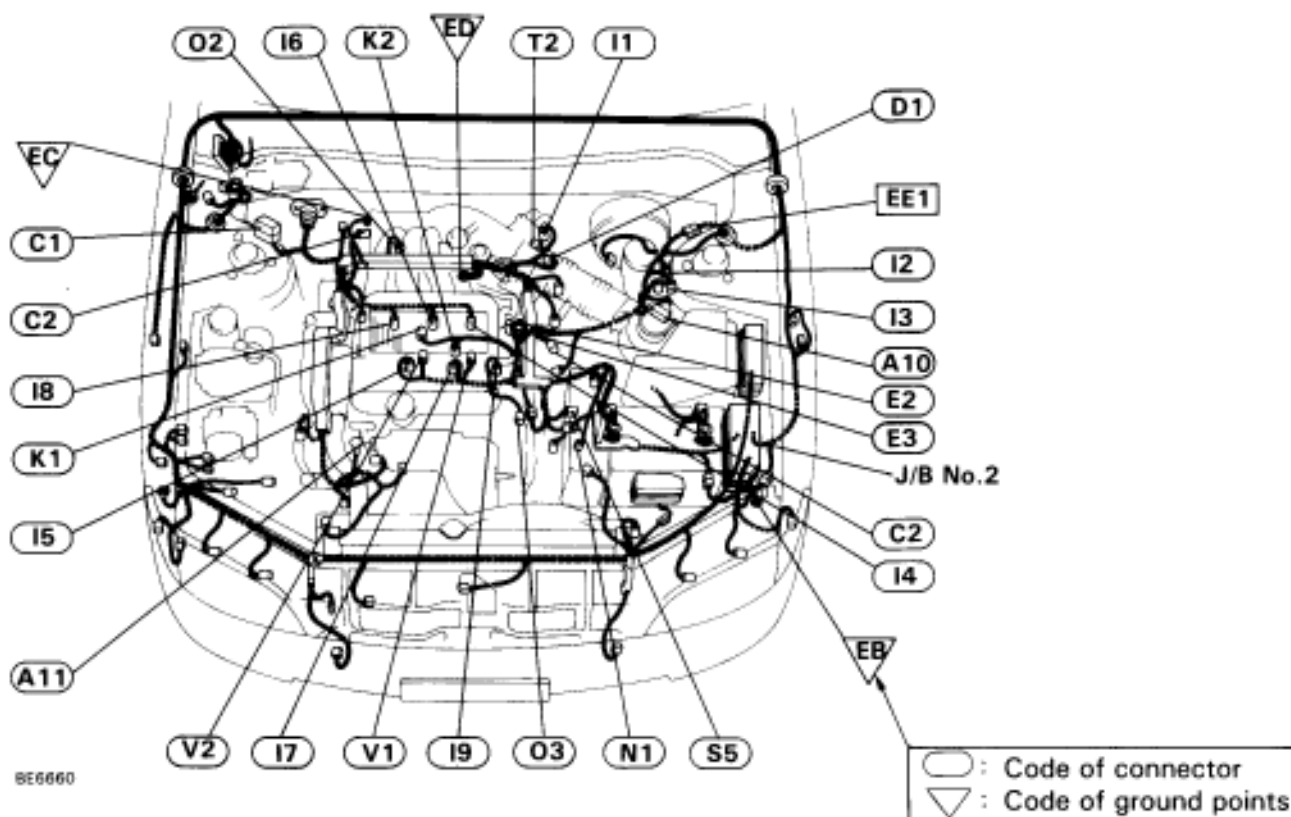 O2
I6
K2
ED
T2
I1
D1
EC
EE1
C1
I2
C2
I3
A10
I8
E2
K1
E3
J/B No.2
I5
C2
I4
A11
EB
V2
I7
V1
I9
O3
N1
S5
BE6660
: Code of connector
: Code of ground points